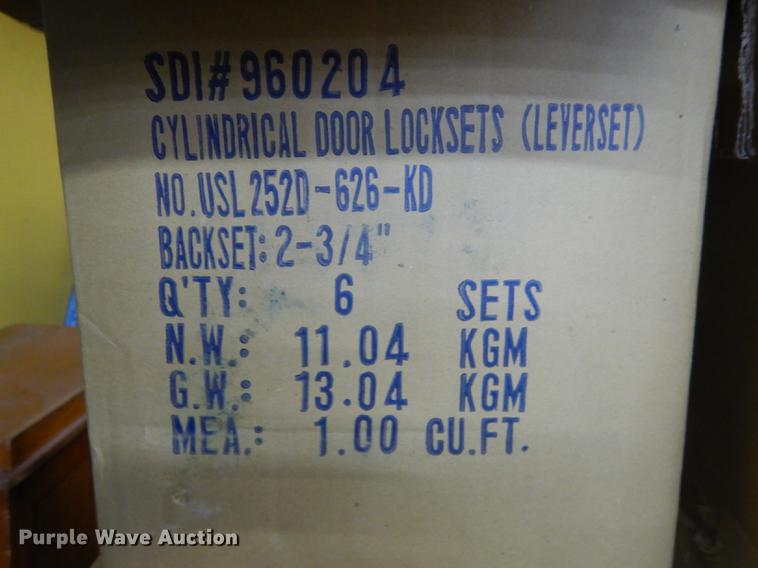 SDI#960204
CYLINDRICAL DOOR LOCKSETS (LEVERSET)
NO.USL252D-626-KD
BACKSET: 2-3/4"
Q'TY: 6 SETS
N.W.: 11.04 KGM
G.W.: 13.04 KGM
MEA.: 1.00 CU.FT.
Purple Wave Auction